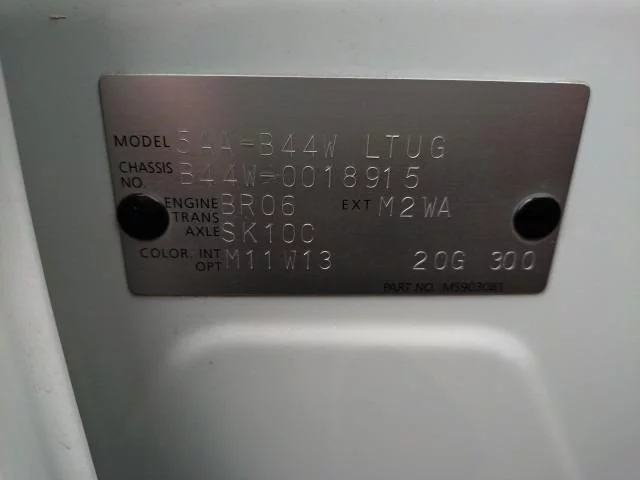 MODEL 5AA-B44W LTUG
CHASSIS NO. B44W-0018915
ENGINE BR06 EXT M2WA
TRANS AXLE SK10C
COLOR. INT OPT M11W13 20G 300
PART NO. MS903081